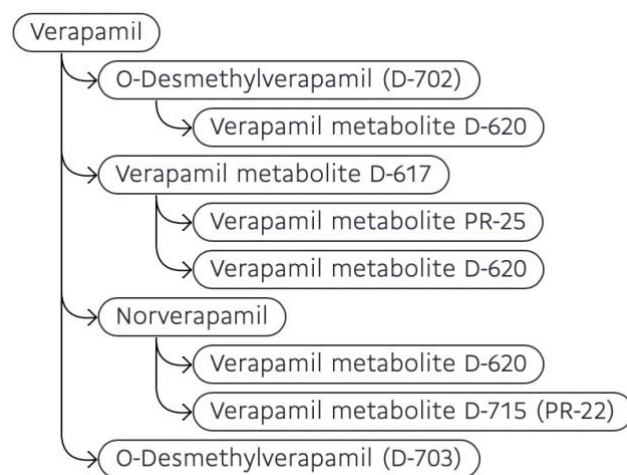 Verapamil
O-Desmethylverapamil (D-702)
Verapamil metabolite D-620
Verapamil metabolite D-617
Verapamil metabolite PR-25
Verapamil metabolite D-620
Norverapamil
Verapamil metabolite D-620
Verapamil metabolite D-715 (PR-22)
O-Desmethylverapamil (D-703)